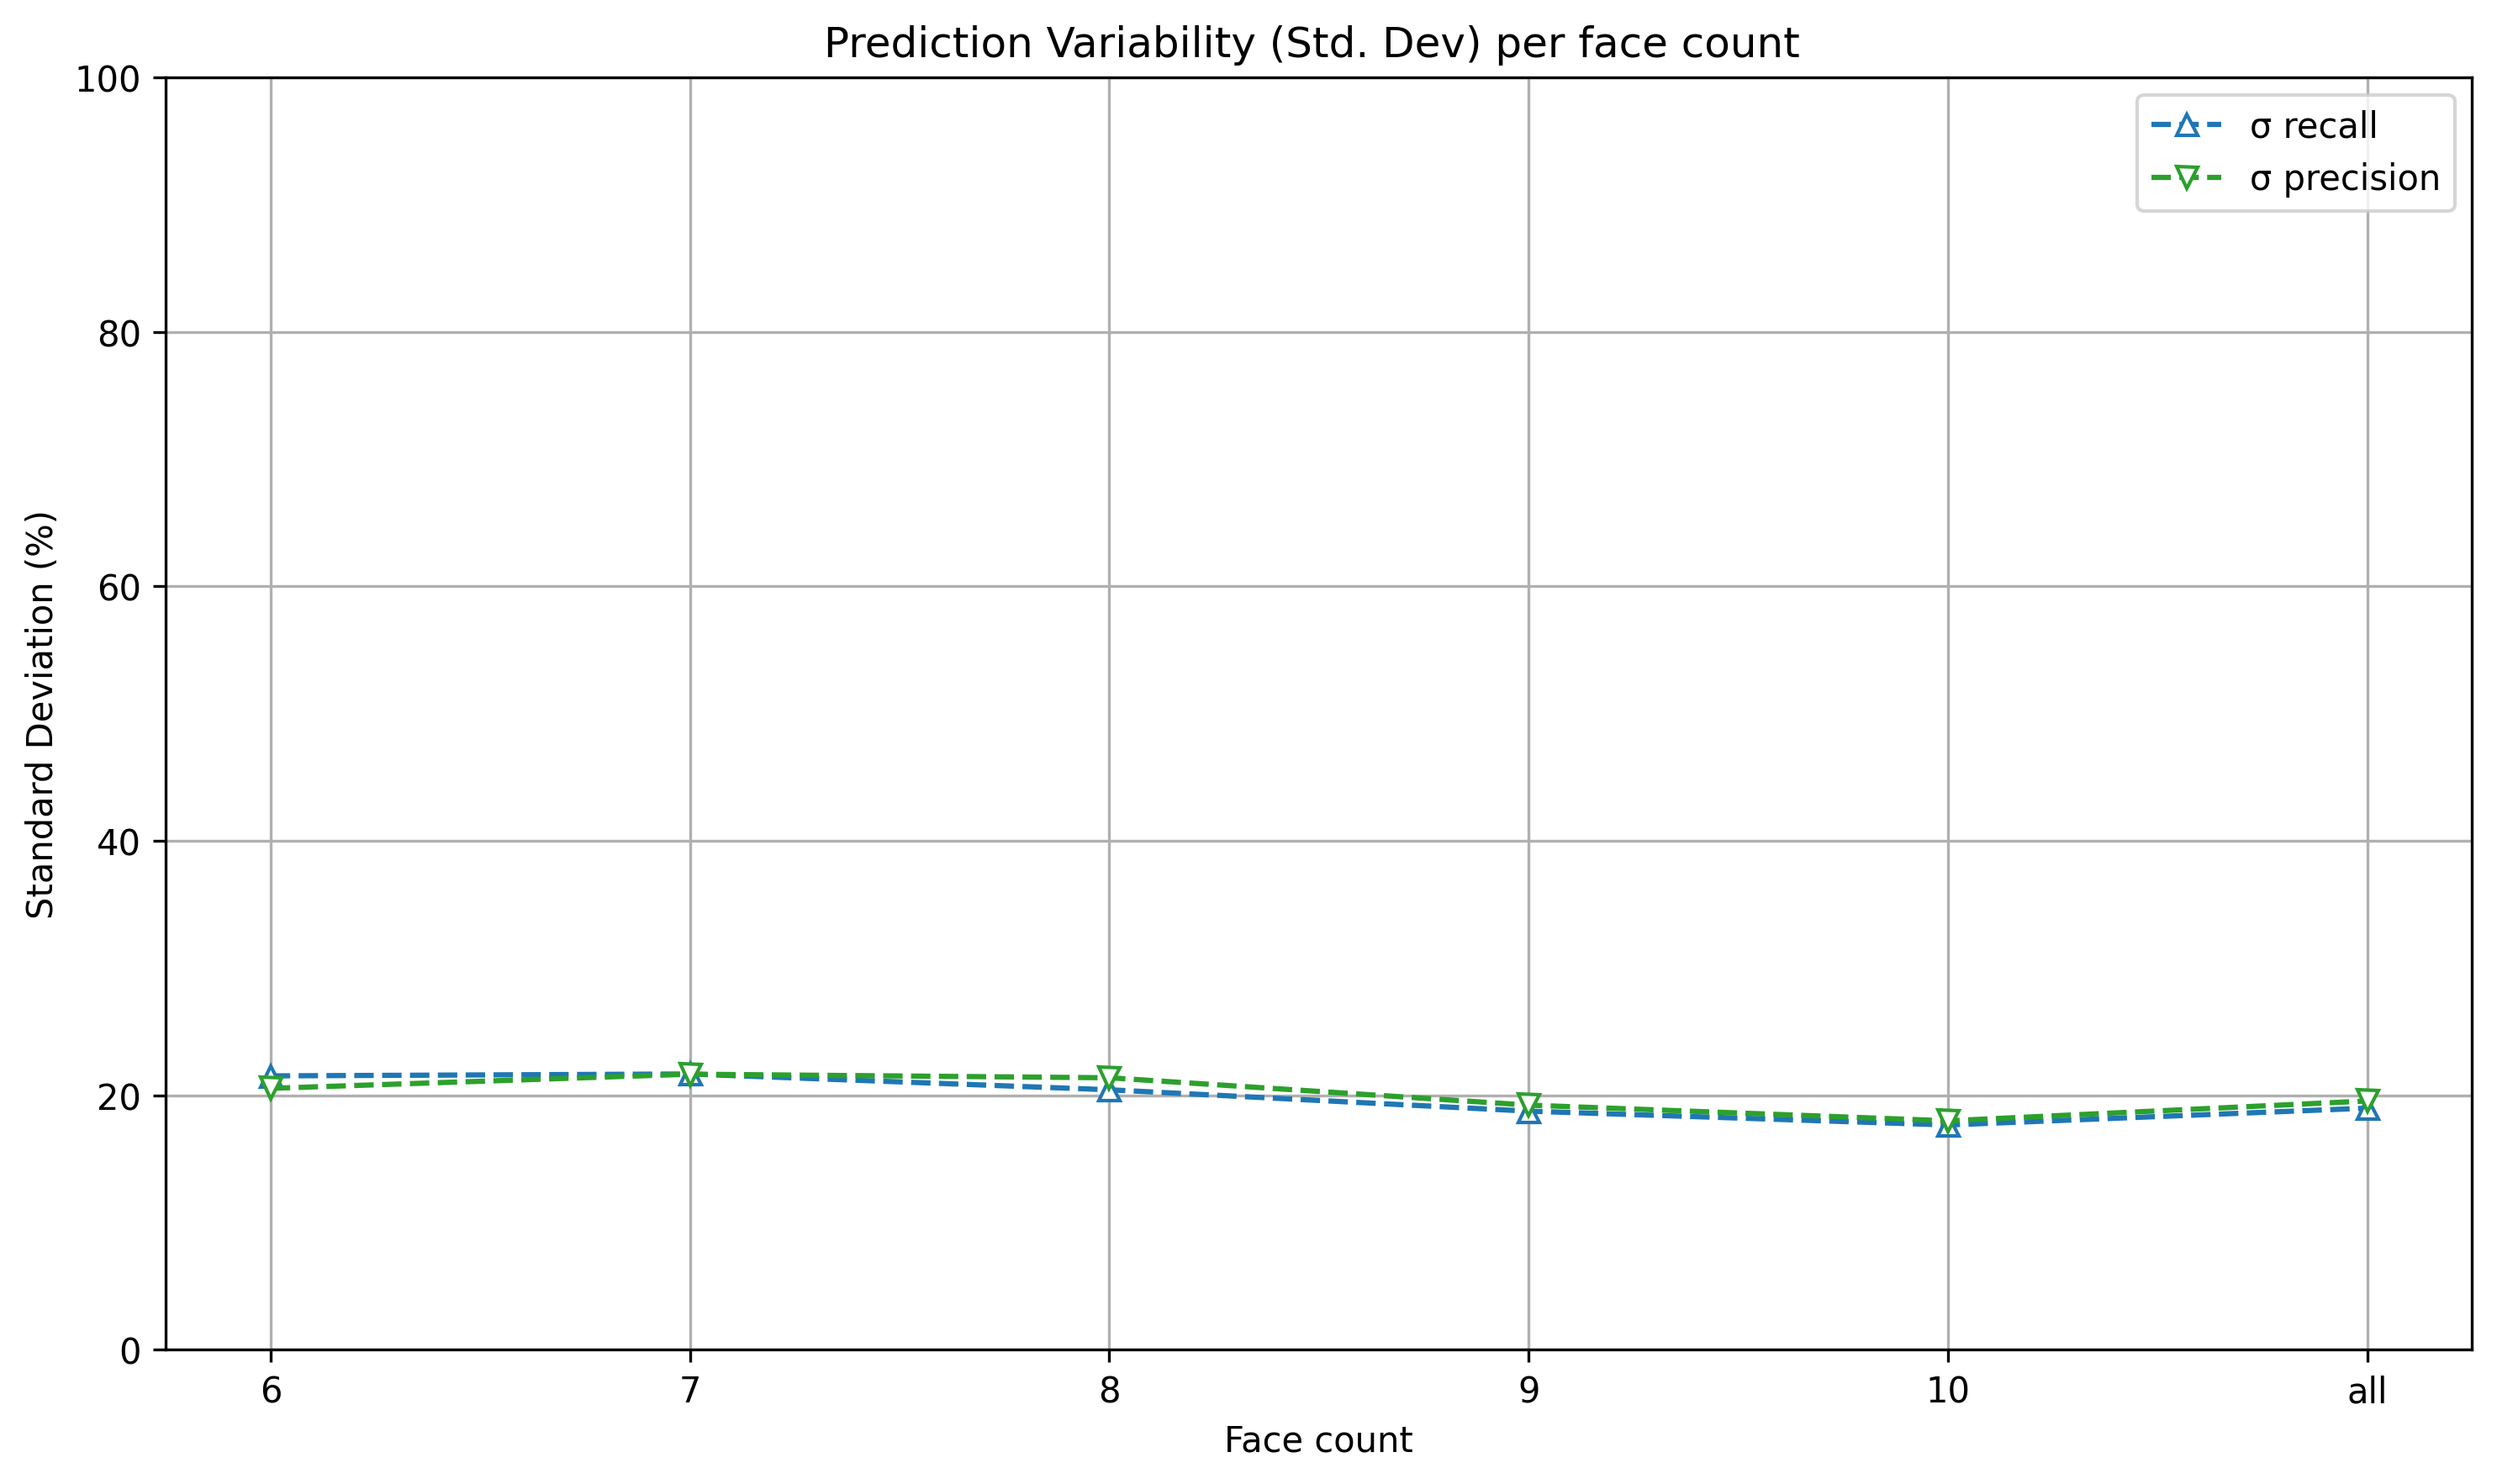 Prediction Variability (Std. Dev) per face count
100
80
60
40
20
0
Standard Deviation (%)
σ recall
σ precision
6 7 8 9 10 all
Face count